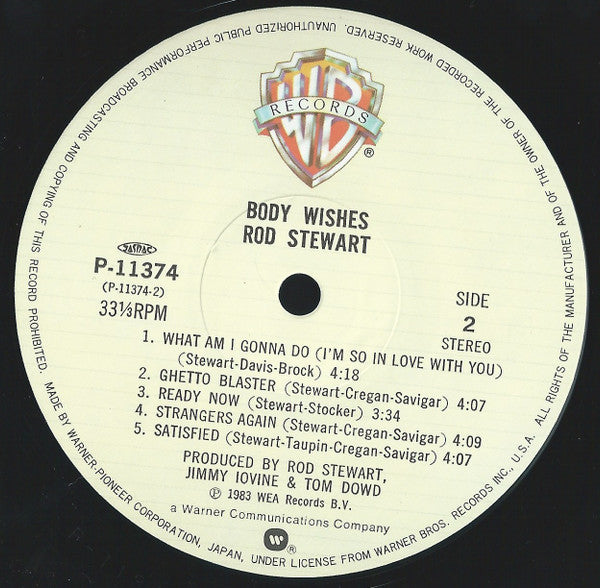 WB
RECORDS
®
BODY WISHES
ROD STEWART
JASRAC
P-11374
(P-11374-2)
33⅓RPM
SIDE
2
STEREO
1. WHAT AM I GONNA DO (I'M SO IN LOVE WITH YOU)
(Stewart-Davis-Brock) 4:18
2. GHETTO BLASTER (Stewart-Cregan-Savigar) 4:07
3. READY NOW (Stewart-Stocker) 3:34
4. STRANGERS AGAIN (Stewart-Cregan-Savigar) 4:09
5. SATISFIED (Stewart-Taupin-Cregan-Savigar) 4:07
PRODUCED BY ROD STEWART,
JIMMY IOVINE & TOM DOWD
℗ 1983 WEA Records B.V.
a Warner Communications Company
®
MADE BY WARNER-PIONEER CORPORATION, JAPAN, UNDER LICENSE FROM WARNER BROS. RECORDS INC., U.S.A. ALL RIGHTS OF THE MANUFACTURER AND OF THE OWNER OF THE RECORDED WORK RESERVED. UNAUTHORIZED PUBLIC PERFORMANCE BROADCASTING AND COPYING OF THIS RECORD PROHIBITED.